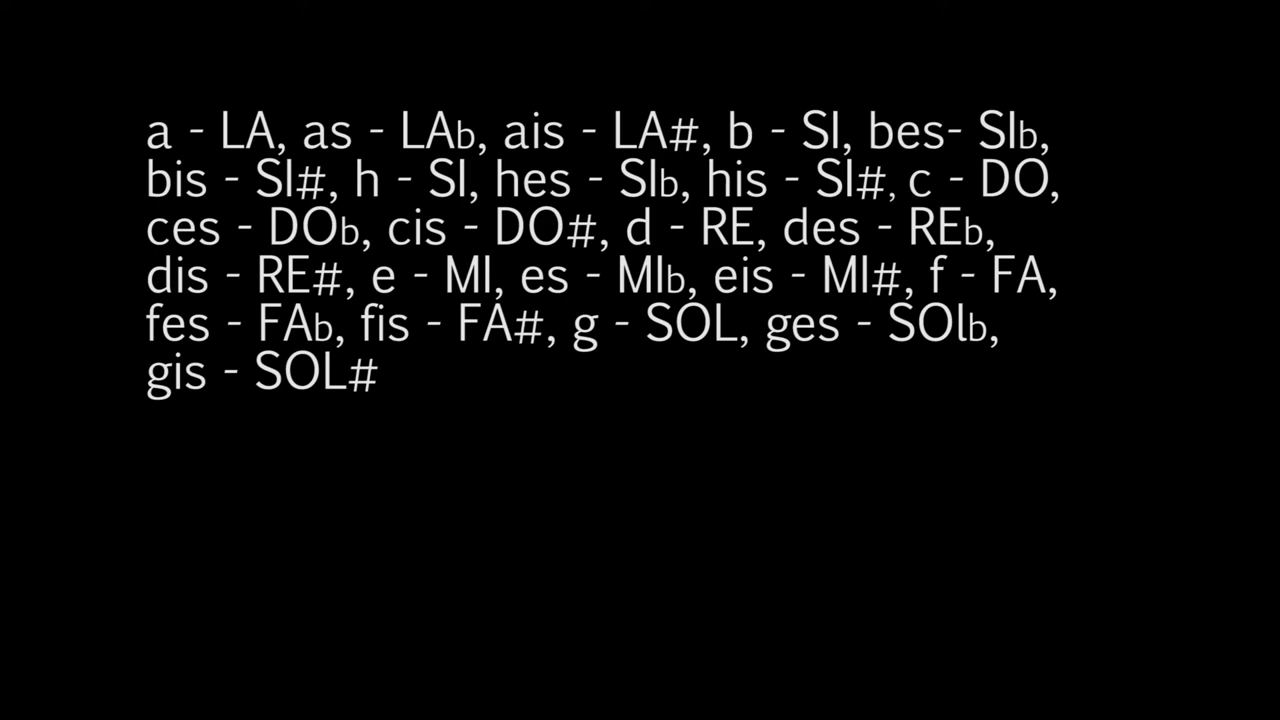 a - LA, as - LAb, ais - LA#, b - SI, bes- SIb,
bis - SI#, h - SI, hes - SIb, his - SI#, c - DO,
ces - DOb, cis - DO#, d - RE, des - REb,
dis - RE#, e - MI, es - MIb, eis - MI#, f - FA,
fes - FAb, fis - FA#, g - SOL, ges - SOlb,
gis - SOL#